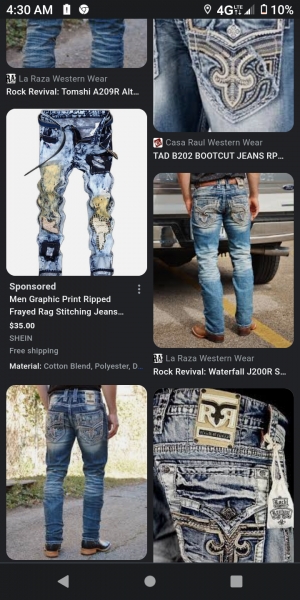 4:30 AM
4G LTE
10%
La Raza Western Wear
Rock Revival: Tomshi A209R Alt...
Casa Raul Western Wear
TAD B202 BOOTCUT JEANS RP...
Sponsored
Men Graphic Print Ripped
Frayed Rag Stitching Jeans...
$35.00
SHEIN
Free shipping
Material: Cotton Blend, Polyester, D...
La Raza Western Wear
Rock Revival: Waterfall J200R S...